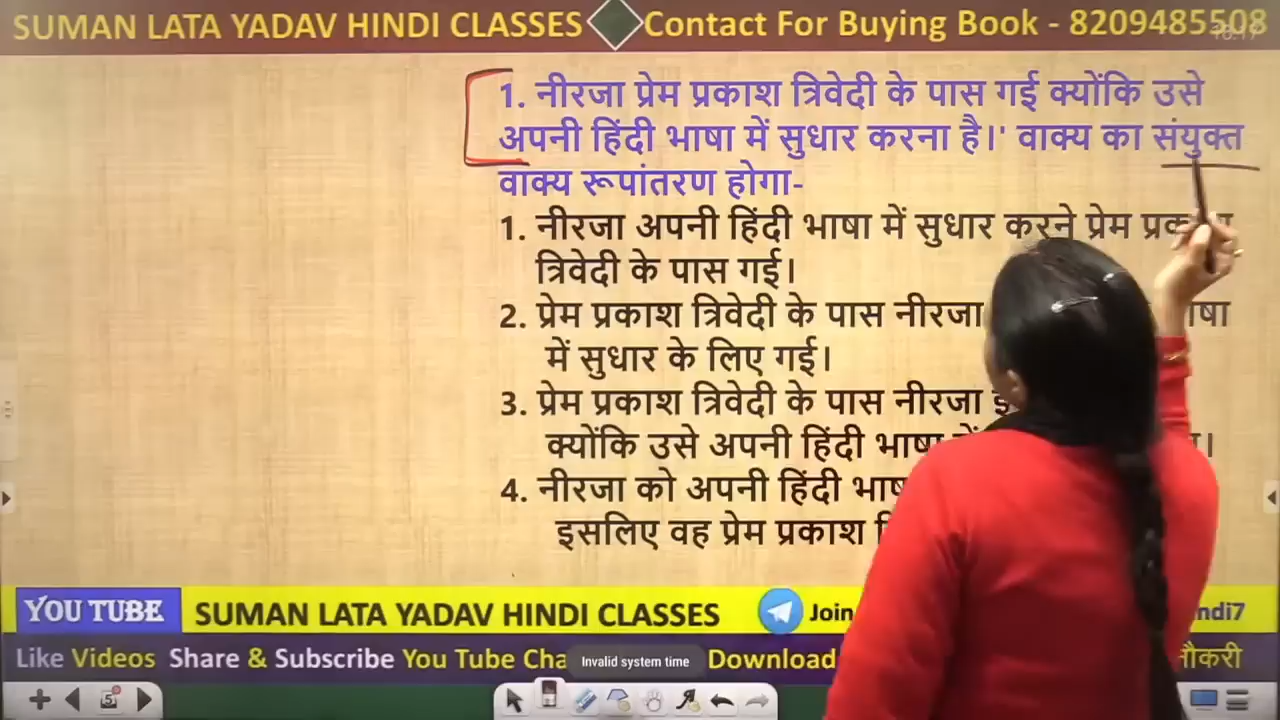 SUMAN LATA YADAV HINDI CLASSES Contact For Buying Book - 8209485508
1. नीरजा प्रेम प्रकाश त्रिवेदी के पास गई क्योंकि उसे
अपनी हिंदी भाषा में सुधार करना है।' वाक्य का संयुक्त
वाक्य रूपांतरण होगा-
1. नीरजा अपनी हिंदी भाषा में सुधार करने प्रेम
त्रिवेदी के पास गई।
2. प्रेम प्रकाश त्रिवेदी के पास नीरजा
में सुधार के लिए गई।
3. प्रेम प्रकाश त्रिवेदी के पास नीरजा
क्योंकि उसे अपनी हिंदी भाषा
4. नीरजा को अपनी हिंदी
इसलिए वह प्रेम प्रकाश
YOU TUBE SUMAN LATA YADAV HINDI CLASSES Join
Like Videos Share & Subscribe You Tube Download नौकरी
Invalid system time
5